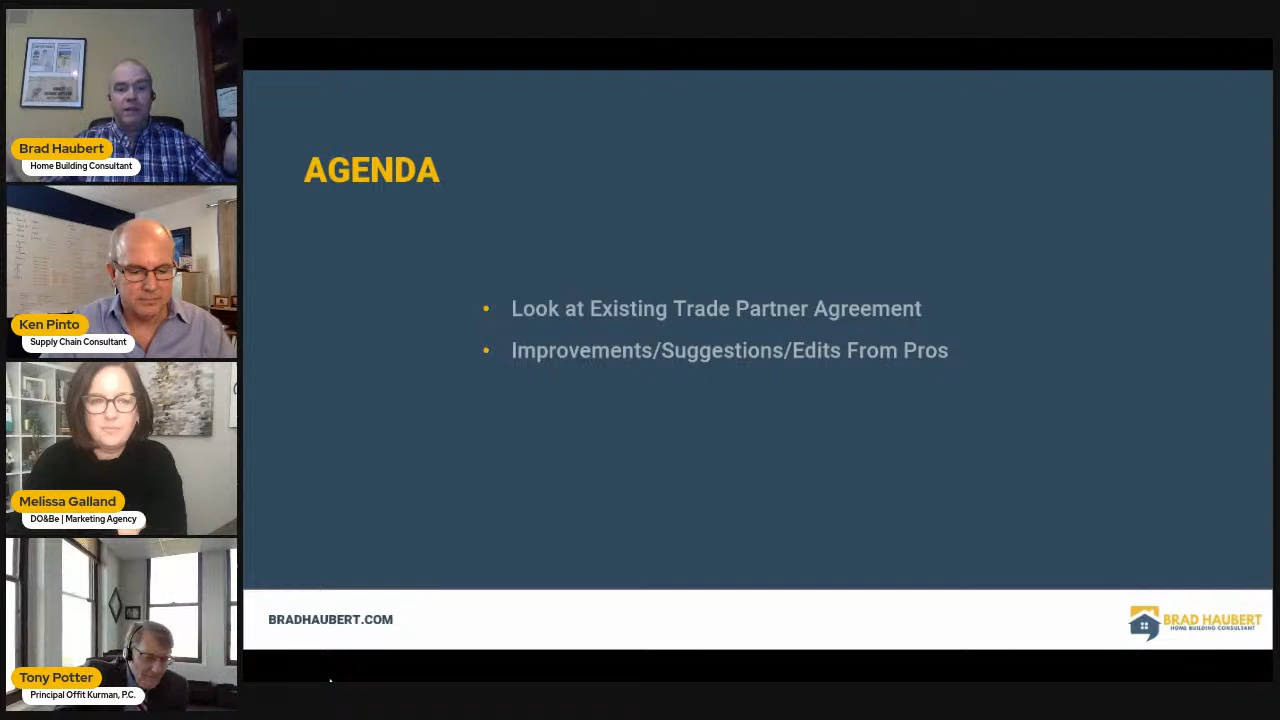 Brad Haubert
Home Building Consultant
Ken Pinto
Supply Chain Consultant
Melissa Galland
DO&Be | Marketing Agency
Tony Potter
Principal Offit Kurman, P.C.
AGENDA
• Look at Existing Trade Partner Agreement
• Improvements/Suggestions/Edits From Pros
BRADHAUBERT.COM
BRAD HAUBERT
HOME BUILDING CONSULTANT